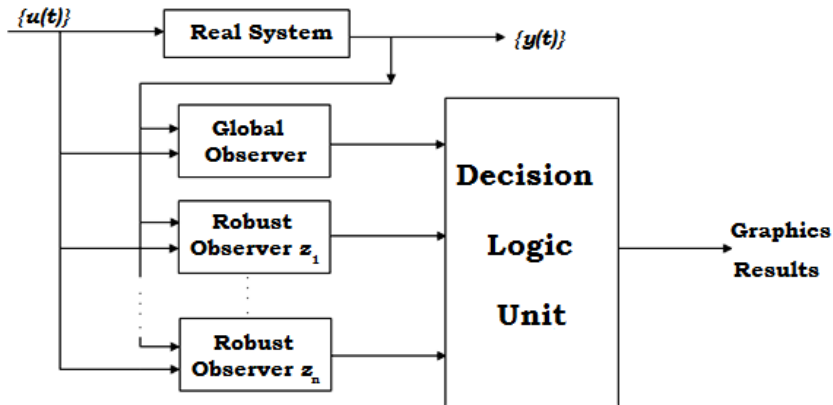 {u(t)}
Real System
{y(t)}
Global
Observer
Decision
Logic
Unit
Robust
Observer z₁
Robust
Observer zₙ
Graphics
Results